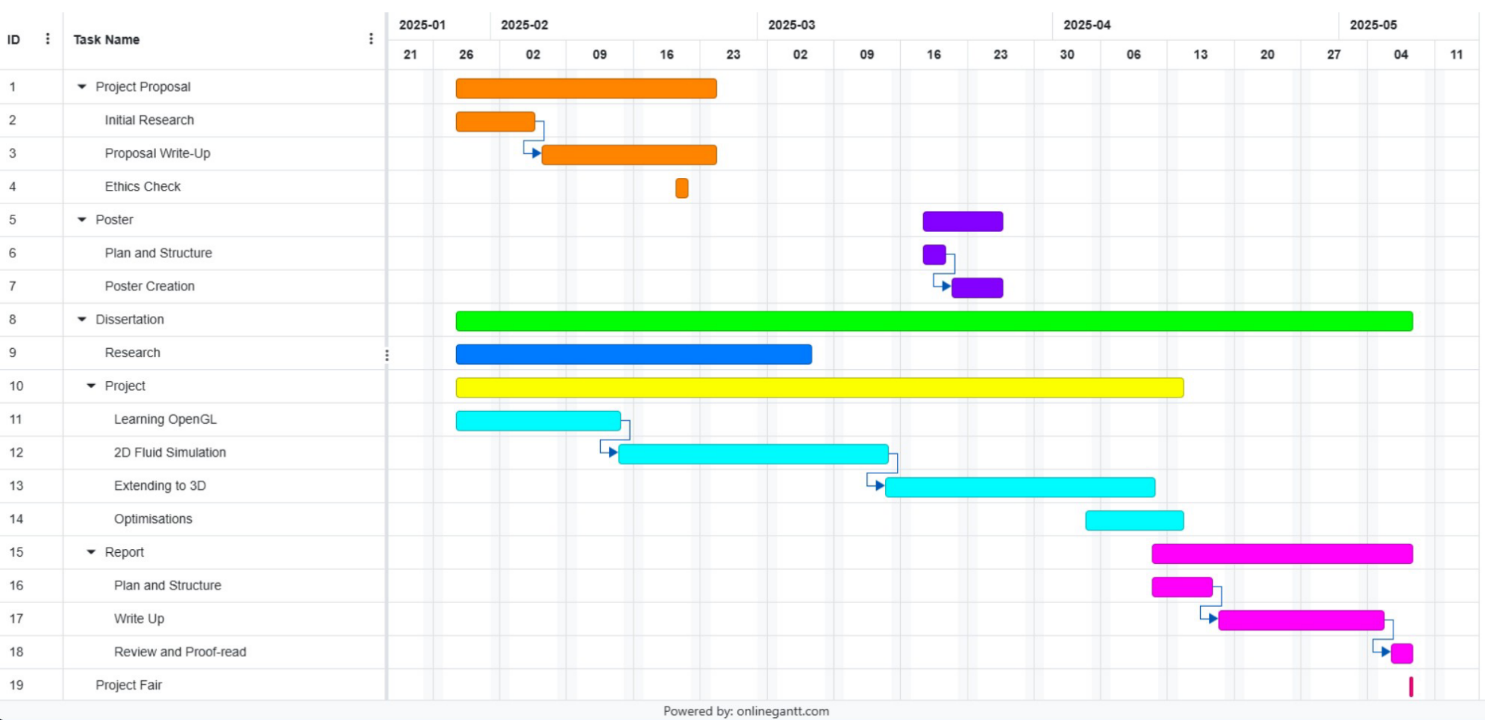 2025-01 2025-02 2025-03 2025-04 2025-05
ID Task Name
21 26 02 09 16 23 02 09 16 23 30 06 13 20 27 04 11
1 Project Proposal
2 Initial Research
3 Proposal Write-Up
4 Ethics Check
5 Poster
6 Plan and Structure
7 Poster Creation
8 Dissertation
9 Research
10 Project
11 Learning OpenGL
12 2D Fluid Simulation
13 Extending to 3D
14 Optimisations
15 Report
16 Plan and Structure
17 Write Up
18 Review and Proof-read
19 Project Fair
Powered by: onlinegantt.com